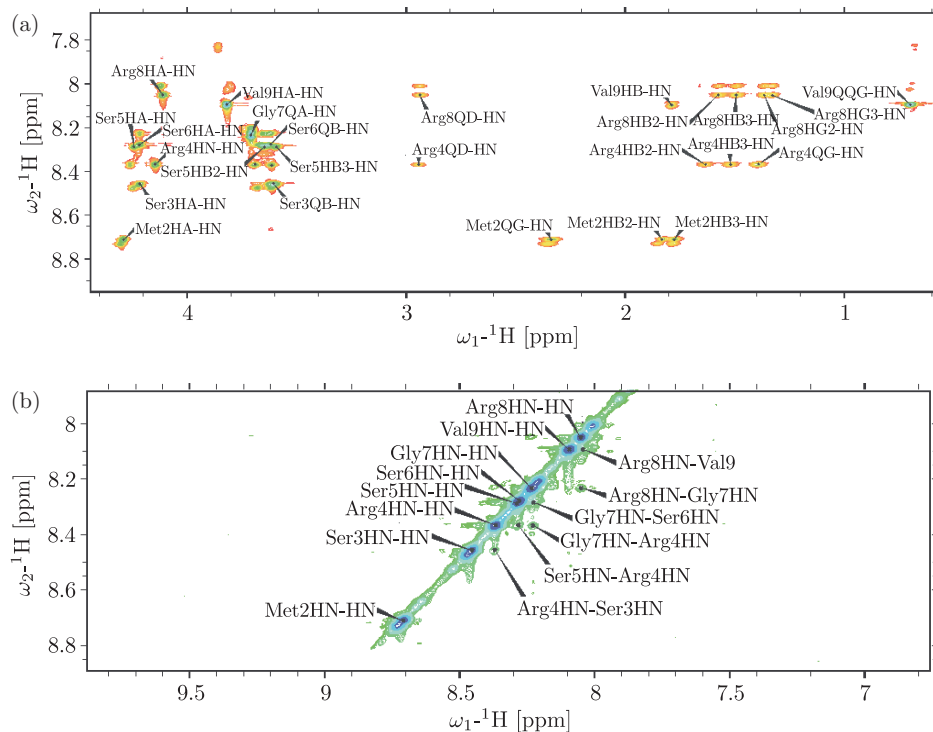 (a)
7.8
8
8.2
8.4
8.6
8.8
ω₂-¹H [ppm]
Arg8HA-HN
Val9HA-HN
Gly7QA-HN
Ser5HA-HN
Ser6HA-HN
Ser6QB-HN
Arg4HN-HN
Ser5HB2-HN
Ser5HB3-HN
Ser3HA-HN
Ser3QB-HN
Met2HA-HN
Arg8QD-HN
Arg4QD-HN
Val9HB-HN
Val9QQG-HN
Arg8HB2-HN
Arg8HB3-HN
Arg8HG3-HN
Arg8HG2-HN
Arg4HB3-HN
Arg4HB2-HN
Arg4QG-HN
Met2QG-HN
Met2HB2-HN
Met2HB3-HN
4
3
2
1
ω₁-¹H [ppm]
(b)
8
8.2
8.4
8.6
8.8
ω₂-¹H [ppm]
Arg8HN-HN
Val9HN-HN
Gly7HN-HN
Ser6HN-HN
Ser5HN-HN
Arg4HN-HN
Ser3HN-HN
Met2HN-HN
Arg8HN-Val9
Arg8HN-Gly7HN
Gly7HN-Ser6HN
Gly7HN-Arg4HN
Ser5HN-Arg4HN
Arg4HN-Ser3HN
9.5
9
8.5
8
7.5
7
ω₁-¹H [ppm]